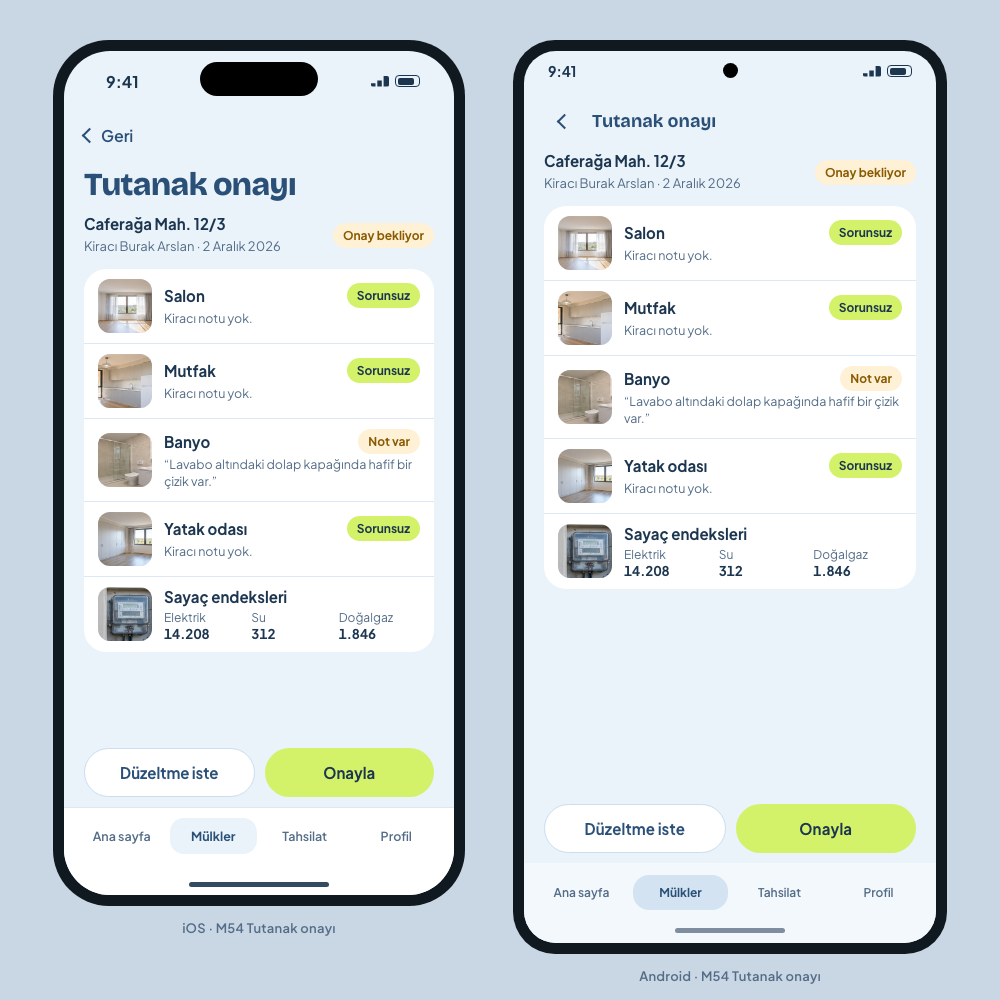 9:41
Geri
Tutanak onayı
Caferağa Mah. 12/3
Kiracı Burak Arslan · 2 Aralık 2026
Onay bekliyor
Salon
Sorunsuz
Kiracı notu yok.
Mutfak
Sorunsuz
Kiracı notu yok.
Banyo
Not var
“Lavabo altındaki dolap kapağında hafif bir
çizik var.”
Yatak odası
Sorunsuz
Kiracı notu yok.
Sayaç endeksleri
Elektrik Su Doğalgaz
14.208 312 1.846
Düzeltme iste
Onayla
Ana sayfa Mülkler Tahsilat Profil
iOS · M54 Tutanak onayı
9:41
Tutanak onayı
Caferağa Mah. 12/3
Kiracı Burak Arslan · 2 Aralık 2026
Onay bekliyor
Salon
Sorunsuz
Kiracı notu yok.
Mutfak
Sorunsuz
Kiracı notu yok.
Banyo
Not var
“Lavabo altındaki dolap kapağında hafif bir çizik
var.”
Yatak odası
Sorunsuz
Kiracı notu yok.
Sayaç endeksleri
Elektrik Su Doğalgaz
14.208 312 1.846
Düzeltme iste
Onayla
Ana sayfa Mülkler Tahsilat Profil
Android · M54 Tutanak onayı